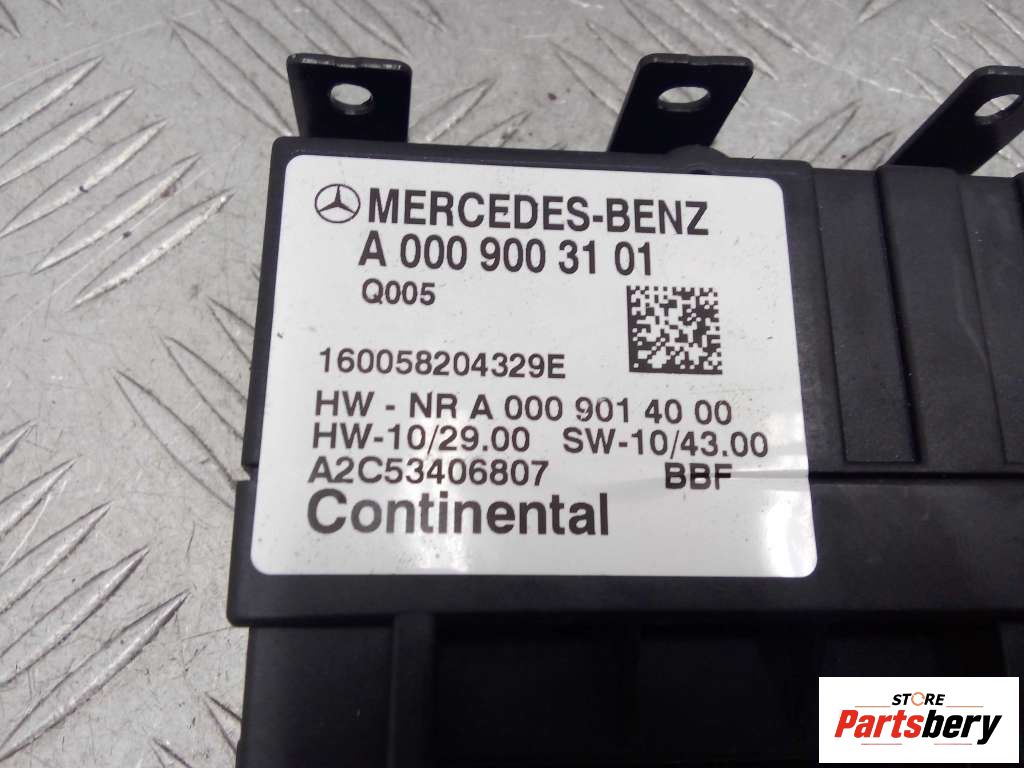 MERCEDES-BENZ
A 000 900 31 01
Q005
160058204329E
HW - NR A 000 901 40 00
HW-10/29.00 SW-10/43.00
A2C53406807 BBF
Continental
STORE
Partsbery